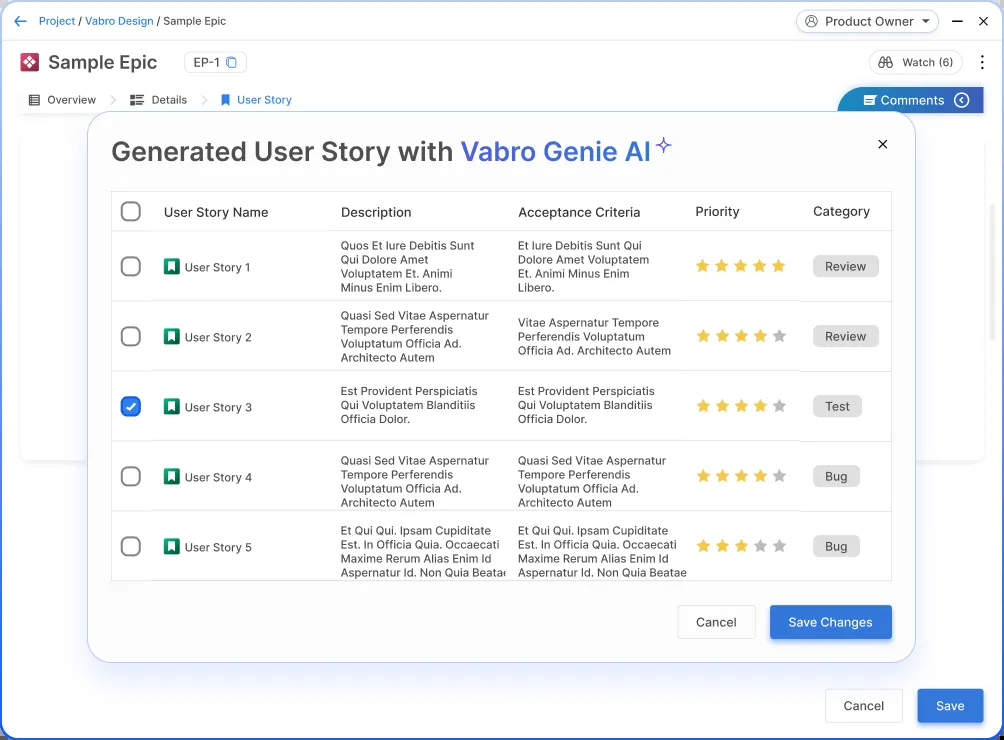 Project / Vabro Design / Sample Epic
Product Owner
Sample Epic
EP-1
Watch (6)
Overview
Details
User Story
Comments
Generated User Story with Vabro Genie AI
User Story Name
Description
Acceptance Criteria
Priority
Category
User Story 1
Quos Et Iure Debitis Sunt
Qui Dolore Amet
Voluptatem Et. Animi
Minus Enim Libero.
Et Iure Debitis Sunt Qui
Dolore Amet Voluptatem
Et. Animi Minus Enim
Libero.
Review
User Story 2
Quasi Sed Vitae Aspernatur
Tempore Perferendis
Voluptatum Officia Ad.
Architecto Autem
Vitae Aspernatur Tempore
Perferendis Voluptatum
Officia Ad. Architecto Autem
Review
User Story 3
Est Provident Perspiciatis
Qui Voluptatem Blanditiis
Officia Dolor.
Est Provident Perspiciatis
Qui Voluptatem Blanditiis
Officia Dolor.
Test
User Story 4
Quasi Sed Vitae Aspernatur
Tempore Perferendis
Voluptatum Officia Ad.
Architecto Autem
Quasi Sed Vitae Aspernatur
Tempore Perferendis
Voluptatum Officia Ad.
Architecto Autem
Bug
User Story 5
Et Qui Qui. Ipsam Cupiditate
Est. In Officia Quia. Occaecati
Maxime Rerum Alias Enim Id
Aspernatur Id. Non Quia Beatae
Et Qui Qui. Ipsam Cupiditate
Est. In Officia Quia. Occaecati
Maxime Rerum Alias Enim Id
Aspernatur Id. Non Quia Beatae
Bug
Cancel
Save Changes
Cancel
Save